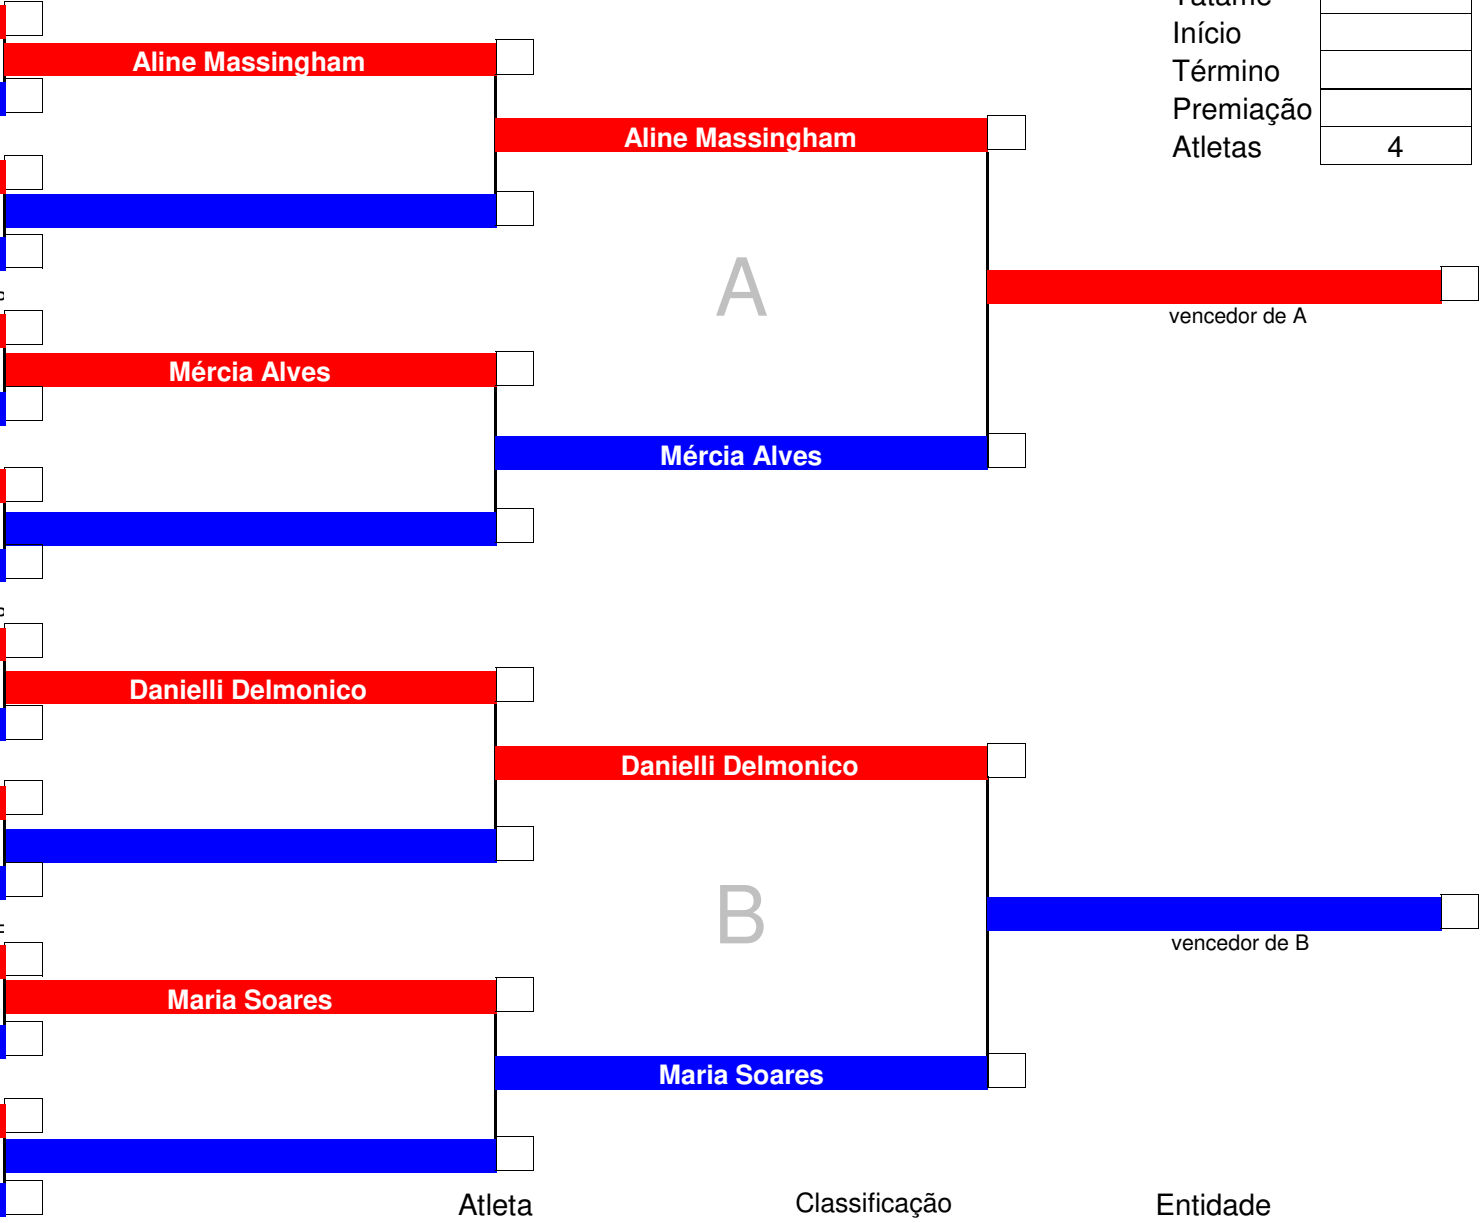 Tatame
Início
Aline Massingham
Término
Premiação
Aline Massingham
Atletas 4
A
vencedor de A
Mércia Alves
Mércia Alves
Danielli Delmonico
Danielli Delmonico
B
vencedor de B
Maria Soares
Maria Soares
Atleta Classificação Entidade